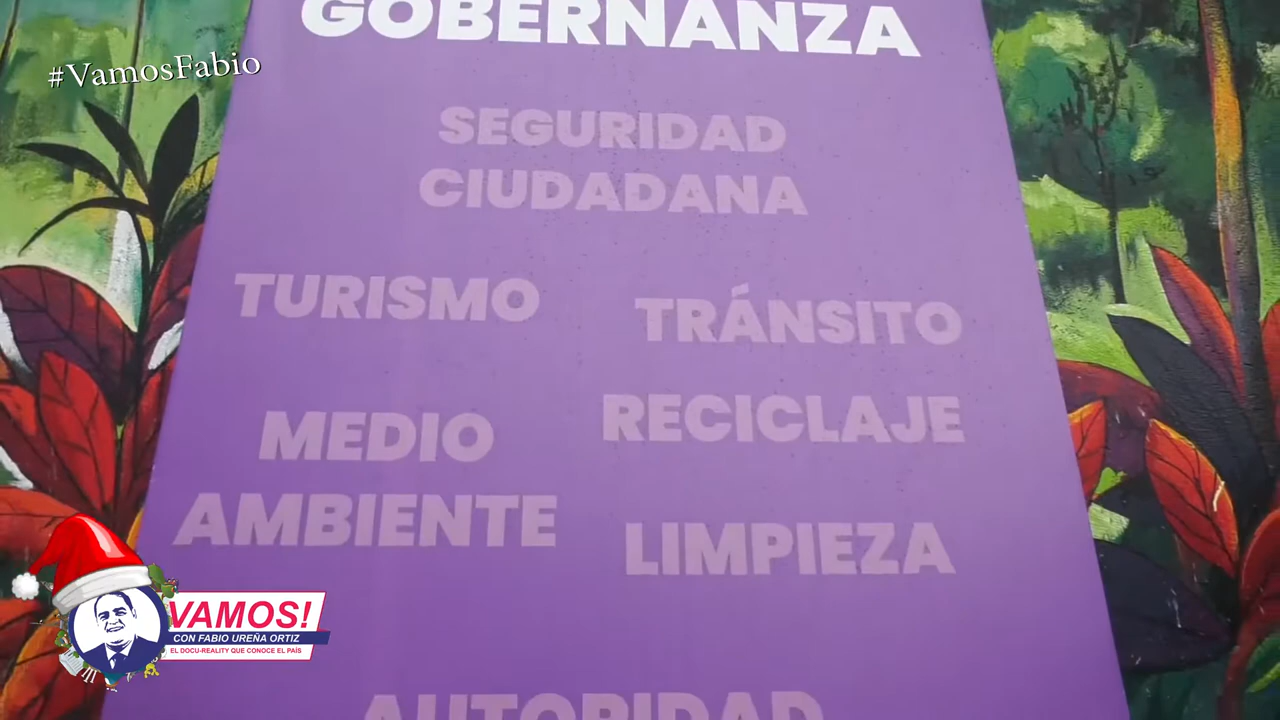 GOBERNANZA
#VamosFabio
SEGURIDAD
CIUDADANA
TURISMO
TRÁNSITO
MEDIO
AMBIENTE
RECICLAJE
LIMPIEZA
AUTORIDAD
VAMOS!
CON FABIO UREÑA ORTIZ
EL DOCU-REALITY QUE CONOCE EL PAÍS